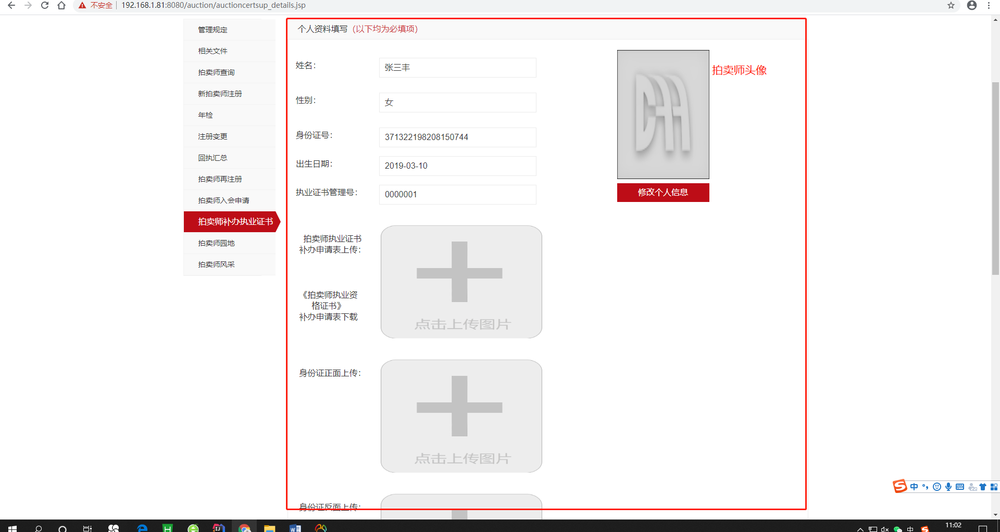 不安全
192.168.1.81:8080/auction/auctioncertsup_details.jsp
管理规定
相关文件
拍卖师查询
新拍卖师注册
年检
注册变更
回执汇总
拍卖师再注册
拍卖师入会申请
拍卖师补办执业证书
拍卖师园地
拍卖师风采
个人资料填写（以下均为必填项）
姓名：
张三丰
性别：
女
身份证号：
371322198208150744
出生日期：
2019-03-10
执业证书管理号：
0000001
拍卖师头像
修改个人信息
拍卖师执业证书
补办申请表上传：
点击上传图片
《拍卖师执业资
格证书》
补办申请表下载
身份证正面上传：
点击上传图片
身份证反面上传：
中
11:02
中